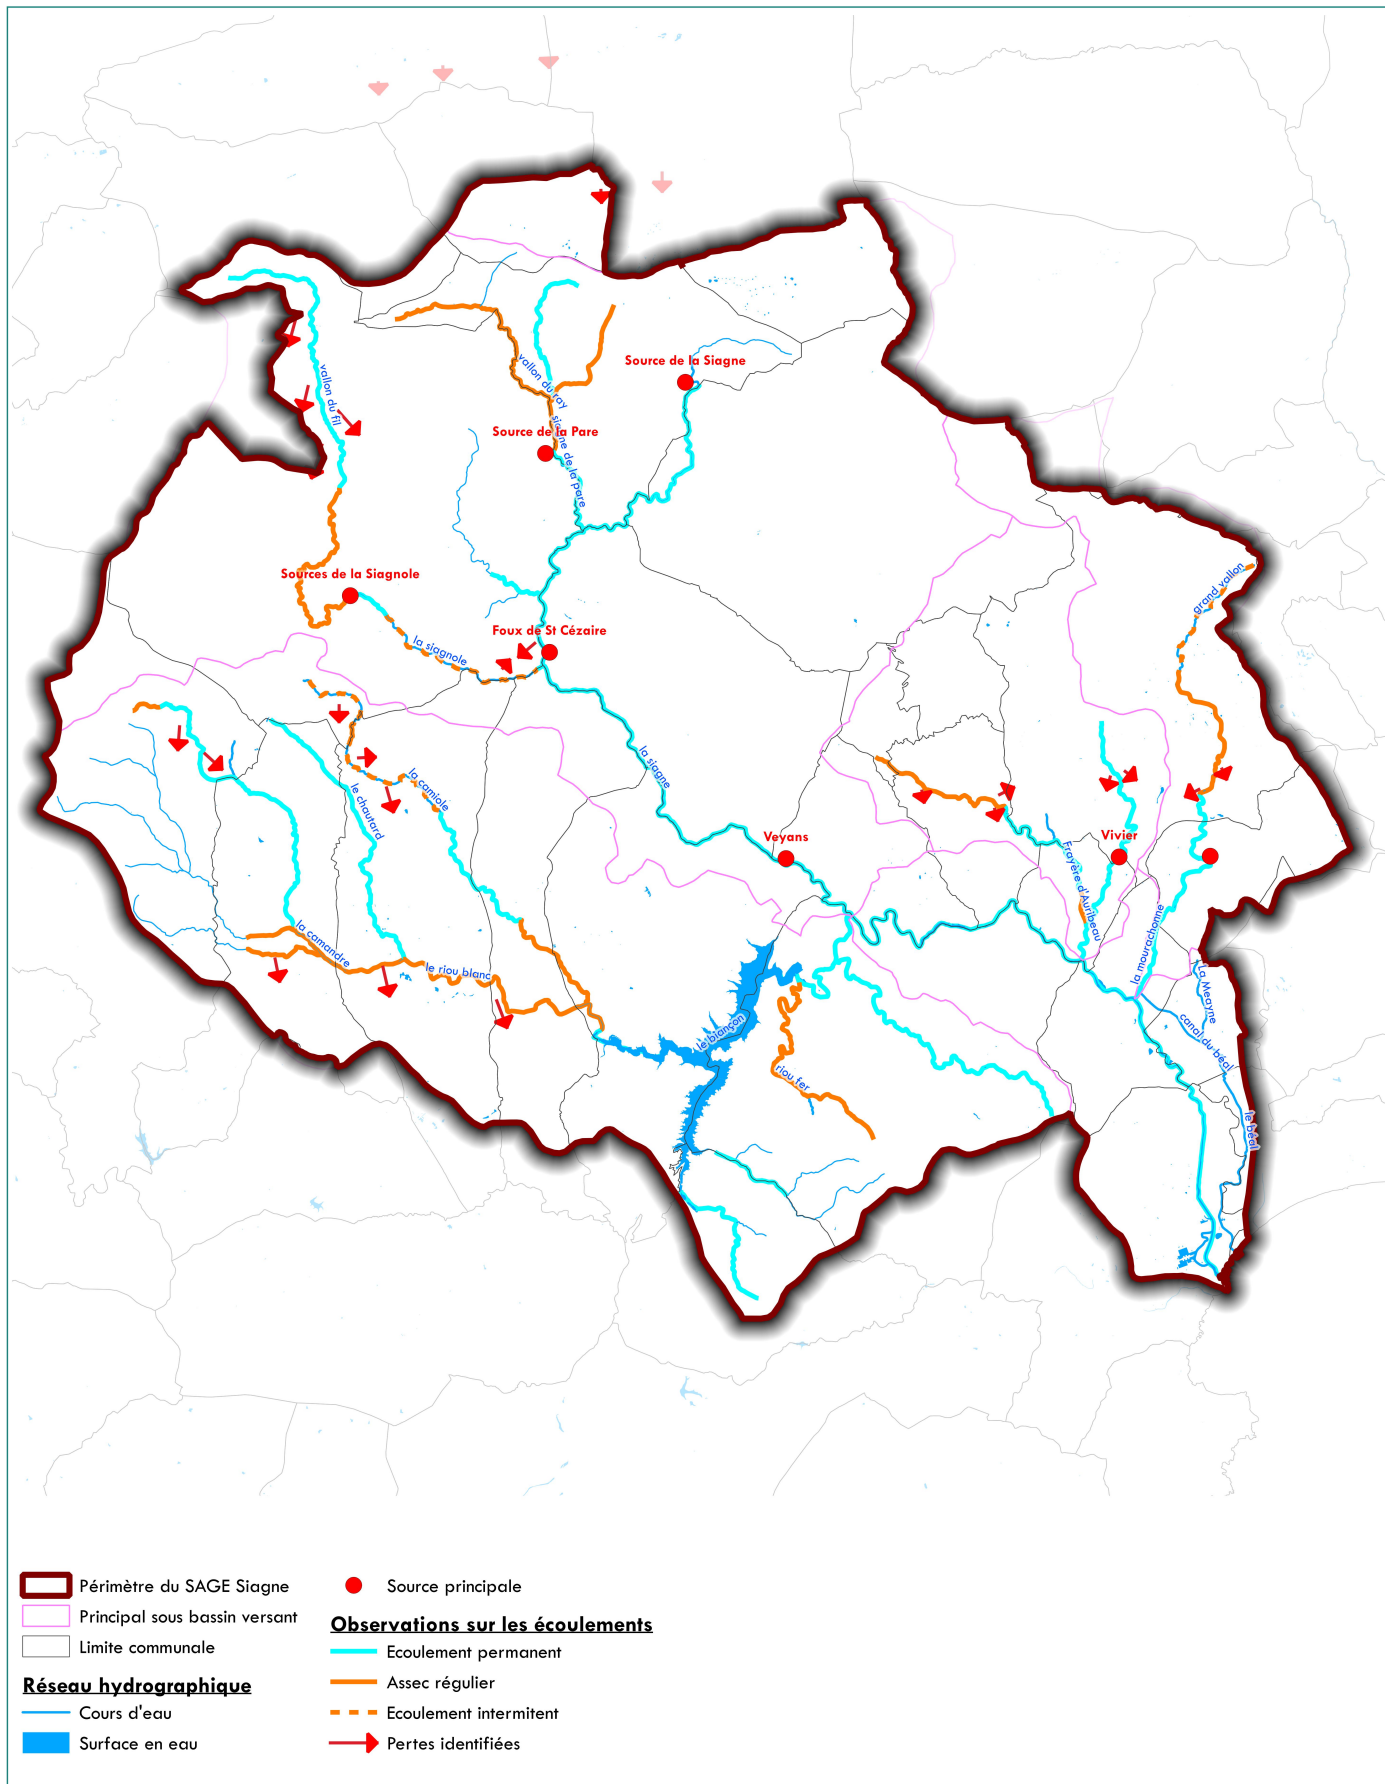 Source de la Siagne
vallon du fil
vallon du ray
Source de la Pare
siagne de la pare
Sources de la Siagnole
grand vallon
Foux de St Cézaire
la siagnole
la siagne
la camiole
le chautard
Veyans
Vivier
Frayère d'Auribeau
la mourachonne
la camandre
le riou blanc
La Meayne
canal du béal
le biançon
riou fer
le béal
Périmètre du SAGE Siagne
Principal sous bassin versant
Limite communale
Réseau hydrographique
Cours d'eau
Surface en eau
Source principale
Observations sur les écoulements
Ecoulement permanent
Assec régulier
Ecoulement intermitent
Pertes identifiées